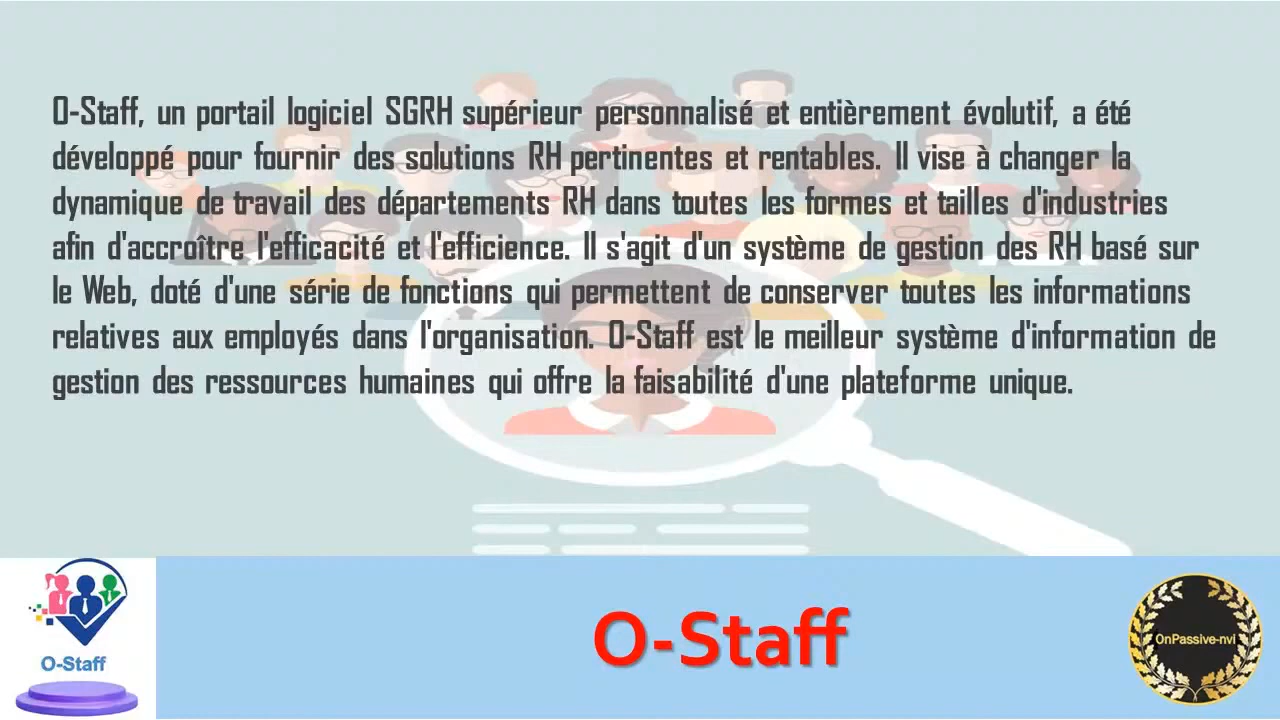 O-Staff, un portail logiciel SGRH supérieur personnalisé et entièrement évolutif, a été
développé pour fournir des solutions RH pertinentes et rentables. Il vise à changer la
dynamique de travail des départements RH dans toutes les formes et tailles d'industries
afin d'accroître l'efficacité et l'efficience. Il s'agit d'un système de gestion des RH basé sur
le Web, doté d'une série de fonctions qui permettent de conserver toutes les informations
relatives aux employés dans l'organisation. O-Staff est le meilleur système d'information de
gestion des ressources humaines qui offre la faisabilité d'une plateforme unique.
O-Staff
O-Staff
OnPassive-nvi